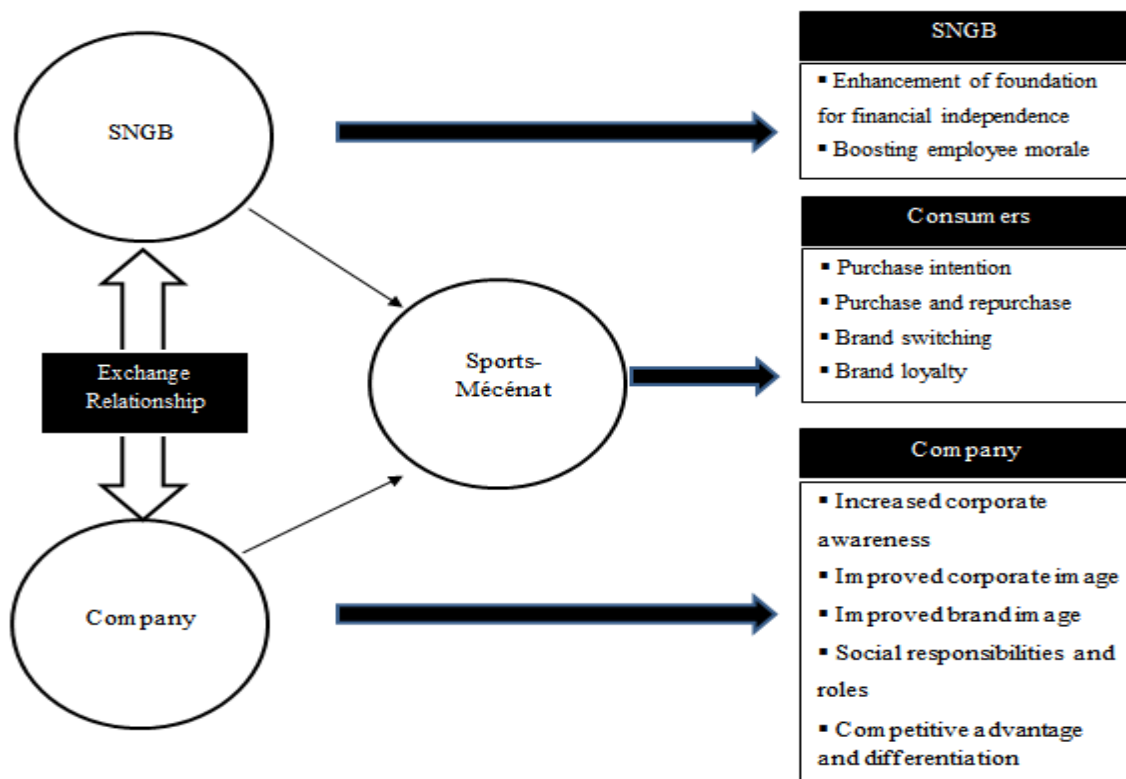 SNGB
Exchange
Relationship
Company
Sports-
Mécénat
SNGB
▪ Enhancement of foundation
for financial independence
▪ Boosting employee morale
Consumers
▪ Purchase intention
▪ Purchase and repurchase
▪ Brand switching
▪ Brand loyalty
Company
▪ Increased corporate
awareness
▪ Improved corporate image
▪ Improved brand image
▪ Social responsibilities and
roles
▪ Competitive advantage
and differentiation